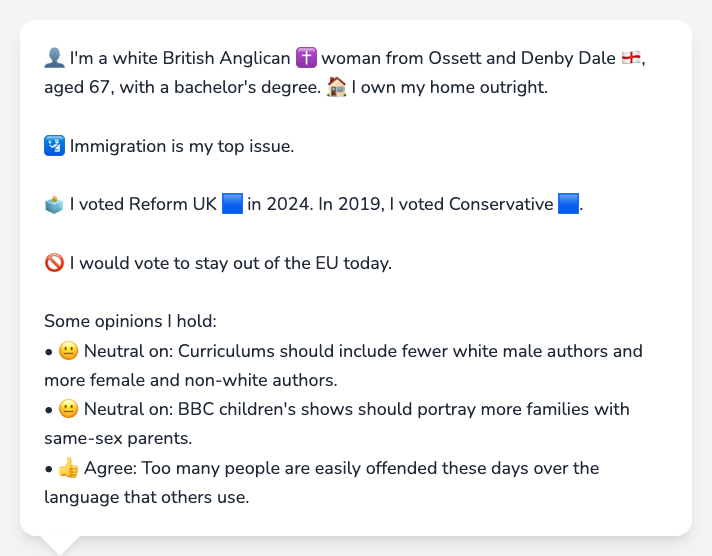 👤 I'm a white British Anglican ✝️ woman from Ossett and Denby Dale 🏴󠁧󠁢󠁥󠁮󠁧󠁿,
aged 67, with a bachelor's degree. 🏠 I own my home outright.
🛂 Immigration is my top issue.
🗳️ I voted Reform UK 🟦 in 2024. In 2019, I voted Conservative 🟦.
🚫 I would vote to stay out of the EU today.
Some opinions I hold:
• 😐 Neutral on: Curriculums should include fewer white male authors and
more female and non-white authors.
• 😐 Neutral on: BBC children's shows should portray more families with
same-sex parents.
• 👍 Agree: Too many people are easily offended these days over the
language that others use.